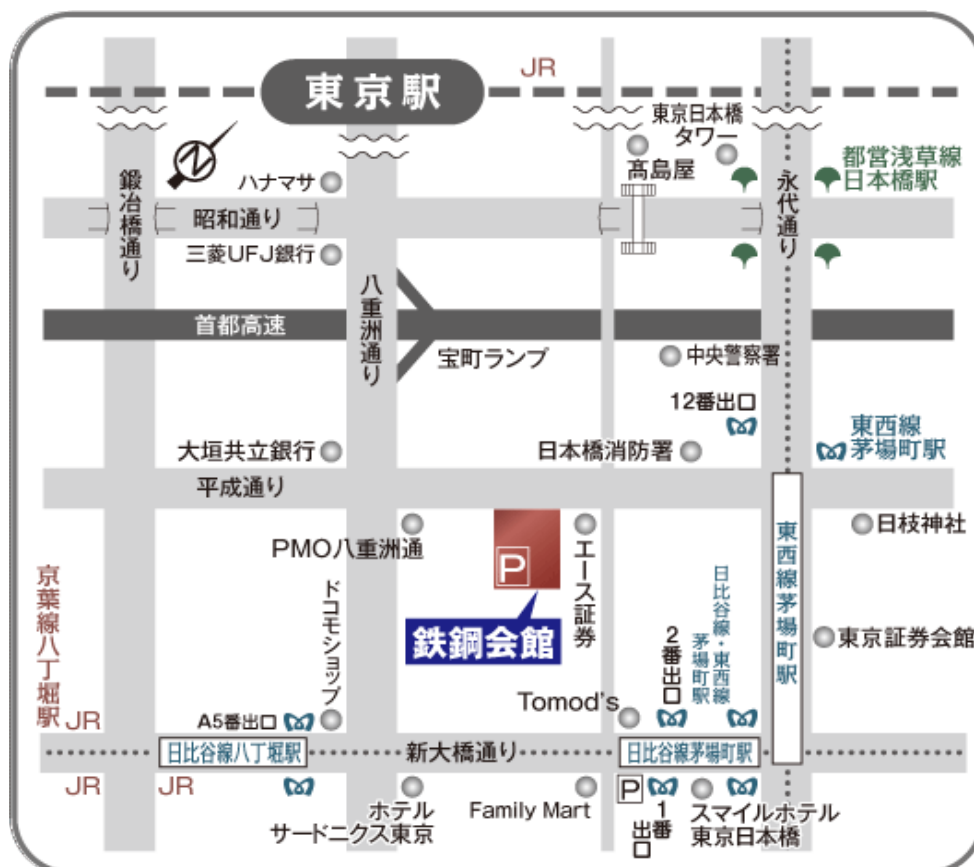 JR
東京駅
東京日本橋
タワー
髙島屋
都営浅草線
日本橋駅
鍛冶橋通り
N
ハナマサ
永代通り
昭和通り
三菱UFJ銀行
八重洲通り
首都高速
宝町ランプ
中央警察署
12番出口
東西線
茅場町駅
大垣共立銀行
日本橋消防署
平成通り
PMO八重洲通
P
エース証券
日枝神社
東西線茅場町駅
京葉線八丁堀駅
ドコモショップ
鉄鋼会館
2番出口
日比谷線・東西線
茅場町駅
東京証券会館
JR
A5番出口
Tomod's
日比谷線八丁堀駅
新大橋通り
日比谷線茅場町駅
JR
JR
ホテル
サードニクス東京
Family Mart
P
1番
出口
スマイルホテル
東京日本橋